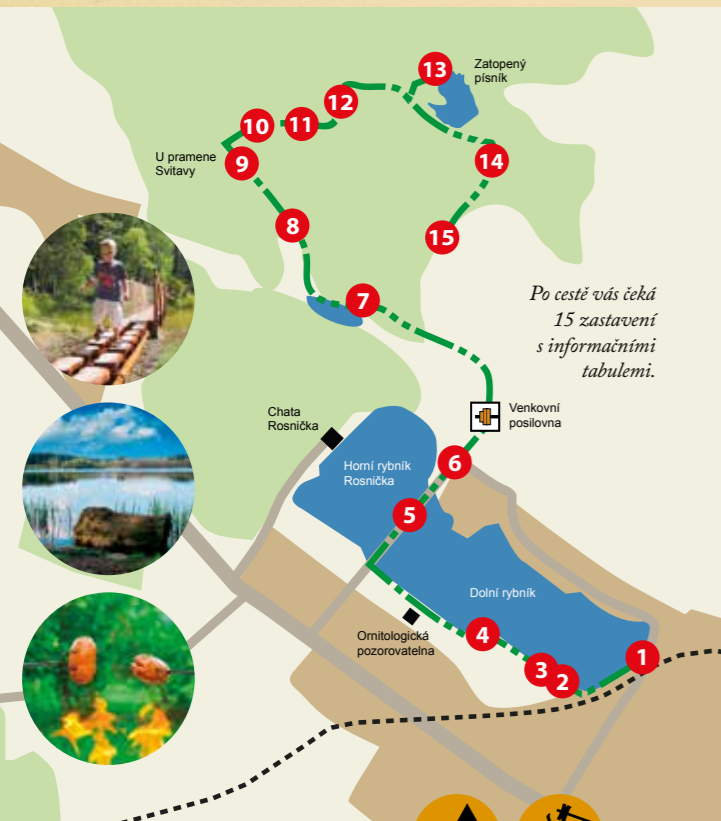 13
Zatopený
písník
12
10
11
U pramene
Svitavy
9
14
8
15
7
Po cestě vás čeká
15 zastavení
s informačními
tabulemi.
Chata
Rosnička
Venkovní
posilovna
Horní rybník
Rosnička
6
5
Dolní rybník
Ornitologická
pozorovatelna
4
3
2
1